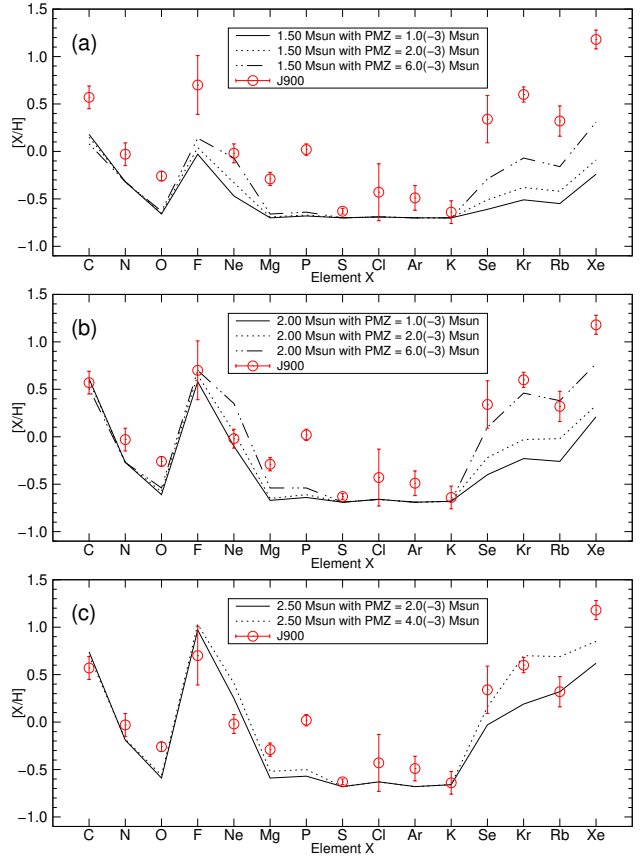 (a)
1.50 Msun with PMZ = 1.0(-3) Msun
1.50 Msun with PMZ = 2.0(-3) Msun
1.50 Msun with PMZ = 6.0(-3) Msun
J900
[X/H]
1.5
1.0
0.5
0.0
−0.5
−1.0
C N O F Ne Mg P S Cl Ar K Se Kr Rb Xe
Element X
(b)
2.00 Msun with PMZ = 1.0(-3) Msun
2.00 Msun with PMZ = 2.0(-3) Msun
2.00 Msun with PMZ = 6.0(-3) Msun
J900
[X/H]
1.5
1.0
0.5
0.0
−0.5
−1.0
C N O F Ne Mg P S Cl Ar K Se Kr Rb Xe
Element X
(c)
2.50 Msun with PMZ = 2.0(-3) Msun
2.50 Msun with PMZ = 4.0(-3) Msun
J900
[X/H]
1.5
1.0
0.5
0.0
−0.5
−1.0
C N O F Ne Mg P S Cl Ar K Se Kr Rb Xe
Element X